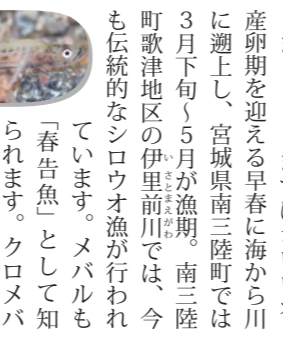 産卵期を迎える早春に海から川
に遡上し、宮城県南三陸町では
３月下旬〜５月が漁期。南三陸
町歌津地区の伊里前川では、今
いさとまえがわ
も伝統的なシロウオ漁が行われ
ています。メバルも
「春告魚」として知
られます。クロメバ